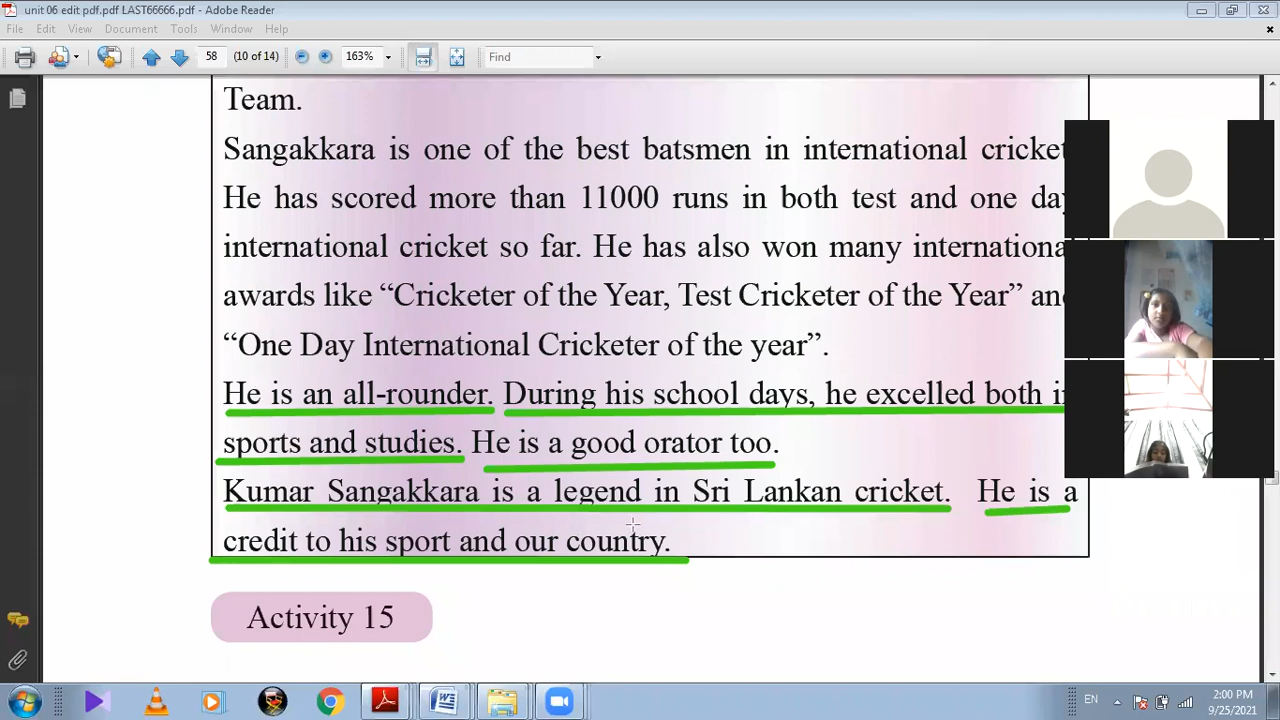 unit 06 edit pdf.pdf LAST66666.pdf - Adobe Reader
File Edit View Document Tools Window Help
58 (10 of 14) 163% Find
Team.
Sangakkara is one of the best batsmen in international cricket
He has scored more than 11000 runs in both test and one day
international cricket so far. He has also won many international
awards like “Cricketer of the Year, Test Cricketer of the Year” and
“One Day International Cricketer of the year”.
He is an all-rounder. During his school days, he excelled both in
sports and studies. He is a good orator too.
Kumar Sangakkara is a legend in Sri Lankan cricket. He is a
credit to his sport and our country.
Activity 15
EN 2:00 PM
9/25/2021